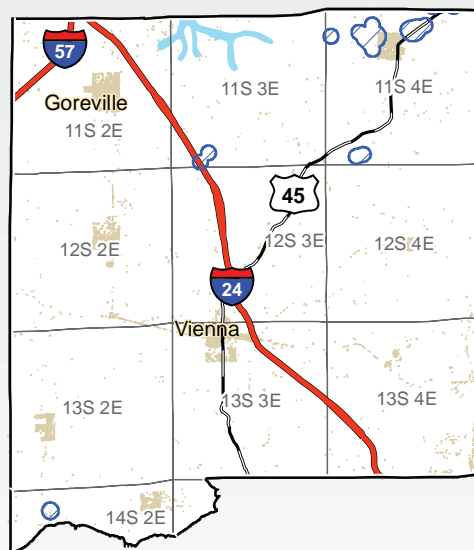 57
Goreville
11S 2E
11S 3E
11S 4E
45
12S 2E
12S 3E
12S 4E
24
Vienna
13S 2E
13S 3E
13S 4E
14S 2E